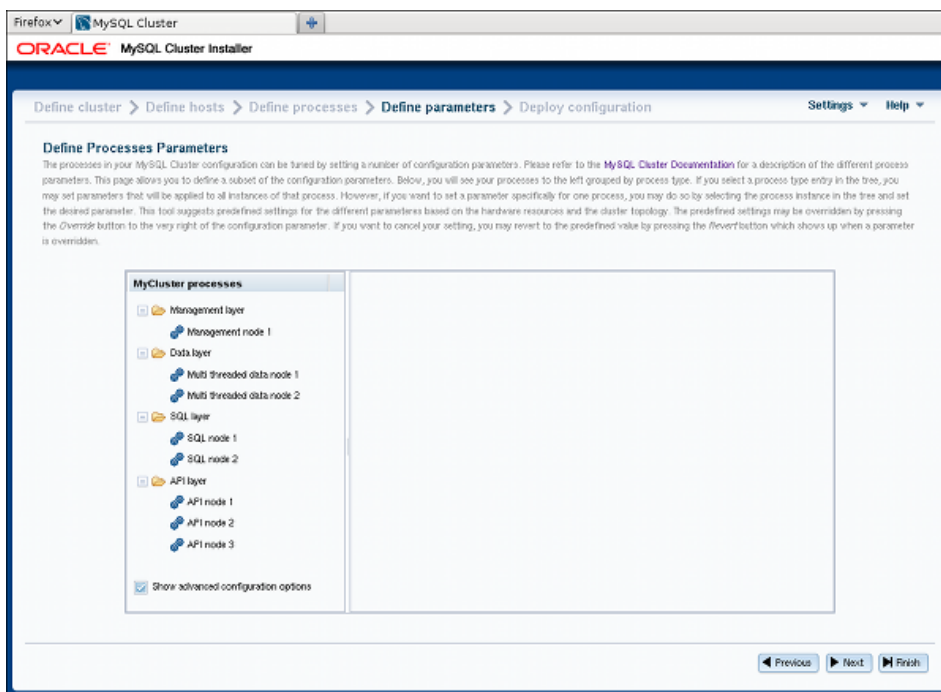 Firefox
MySQL Cluster
ORACLE MySQL Cluster Installer
Define cluster > Define hosts > Define processes > Define parameters > Deploy configuration
Settings Help
Define Processes Parameters
The processes in your MySQL Cluster configuration can be tuned by setting a number of configuration parameters. Please refer to the MySQL Cluster Documentation for a description of the different process
parameters. This page allows you to define a subset of the configuration parameters. Below, you will see your processes to the left grouped by process type. If you select a process type entry in the tree, you
may set parameters that will be applied to all instances of that process. However, if you want to set a parameter specifically for one process, you may do so by selecting the process instance in the tree and set
the desired parameter. This tool suggests predefined settings for the different parameteres based on the hardware resources and the cluster topology. The predefined settings may be overridden by pressing
the Override button to the very right of the configuration parameter. If you want to cancel your setting, you may revert to the predefined value by pressing the Revert button which shows up when a parameter
is overridden.
MyCluster processes
Management layer
Management node 1
Data layer
Multi threaded data node 1
Multi threaded data node 2
SQL layer
SQL node 1
SQL node 2
API layer
API node 1
API node 2
API node 3
Show advanced configuration options
Previous Next Finish